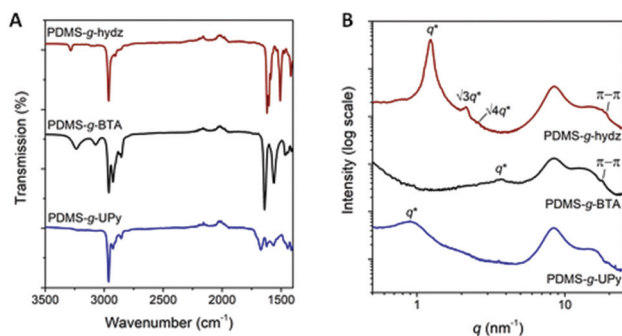 A
PDMS-g-hydz
PDMS-g-BTA
PDMS-g-UPy
Transmission (%)
3500 3000 2500 2000 1500
Wavenumber (cm⁻¹)
B
q*
√3q*
√4q*
π–π
PDMS-g-hydz
q*
π–π
PDMS-g-BTA
q*
PDMS-g-UPy
Intensity (log scale)
1 10
q (nm⁻¹)